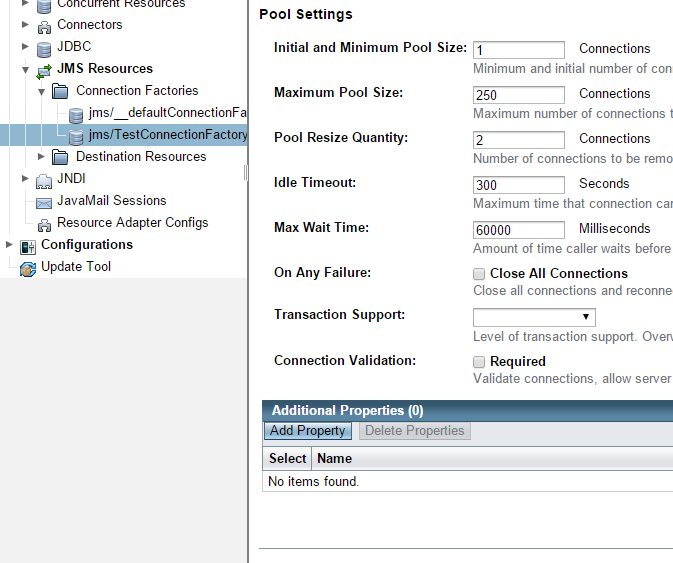 Concurrent Resources
Connectors
JDBC
JMS Resources
Connection Factories
jms/__defaultConnectionFa
jms/TestConnectionFactory
Destination Resources
JNDI
JavaMail Sessions
Resource Adapter Configs
Configurations
Update Tool
Pool Settings
Initial and Minimum Pool Size: 1 Connections
Minimum and initial number of con
Maximum Pool Size: 250 Connections
Maximum number of connections t
Pool Resize Quantity: 2 Connections
Number of connections to be remo
Idle Timeout: 300 Seconds
Maximum time that connection can
Max Wait Time: 60000 Milliseconds
Amount of time caller waits before
On Any Failure: Close All Connections
Close all connections and reconne
Transaction Support:
Level of transaction support. Overw
Connection Validation: Required
Validate connections, allow server
Additional Properties (0)
Add Property Delete Properties
Select Name
No items found.